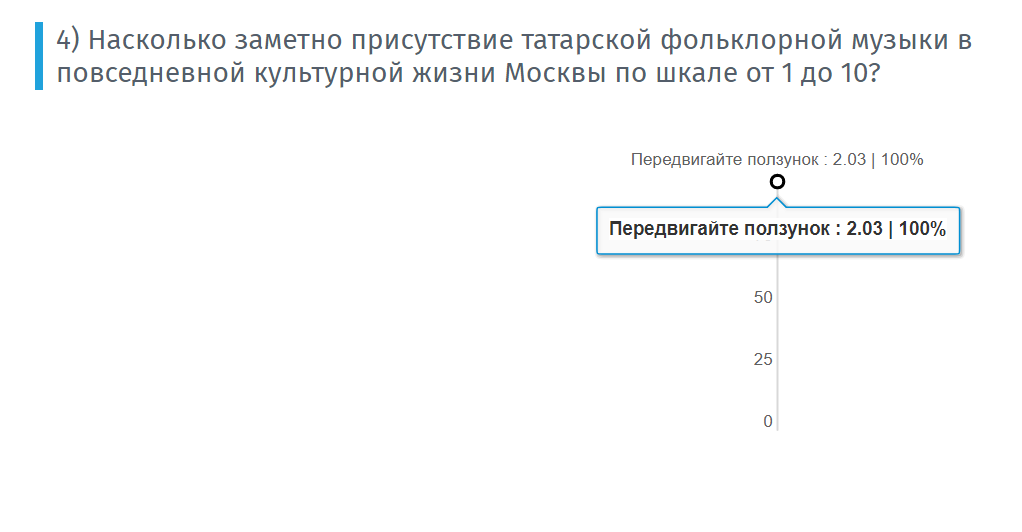 4) Насколько заметно присутствие татарской фольклорной музыки в
повседневной культурной жизни Москвы по шкале от 1 до 10?
Передвигайте ползунок : 2.03 | 100%
Передвигайте ползунок : 2.03 | 100%
50
25
0